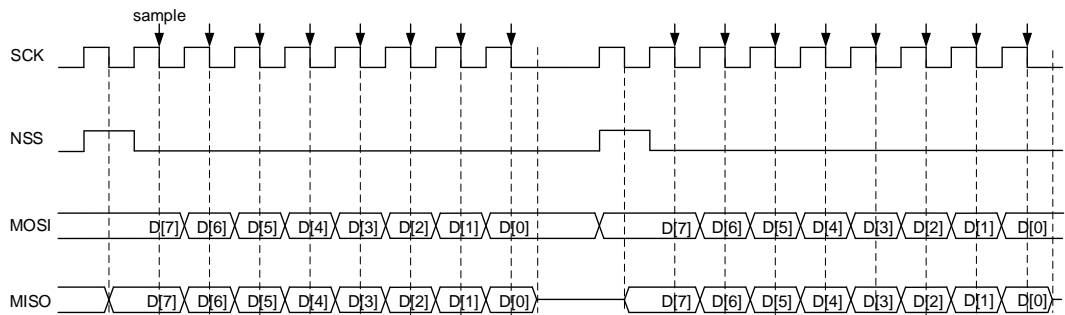 sample
SCK
NSS
MOSI D[7] D[6] D[5] D[4] D[3] D[2] D[1] D[0] D[7] D[6] D[5] D[4] D[3] D[2] D[1] D[0]
MISO D[7] D[6] D[5] D[4] D[3] D[2] D[1] D[0] D[7] D[6] D[5] D[4] D[3] D[2] D[1] D[0]